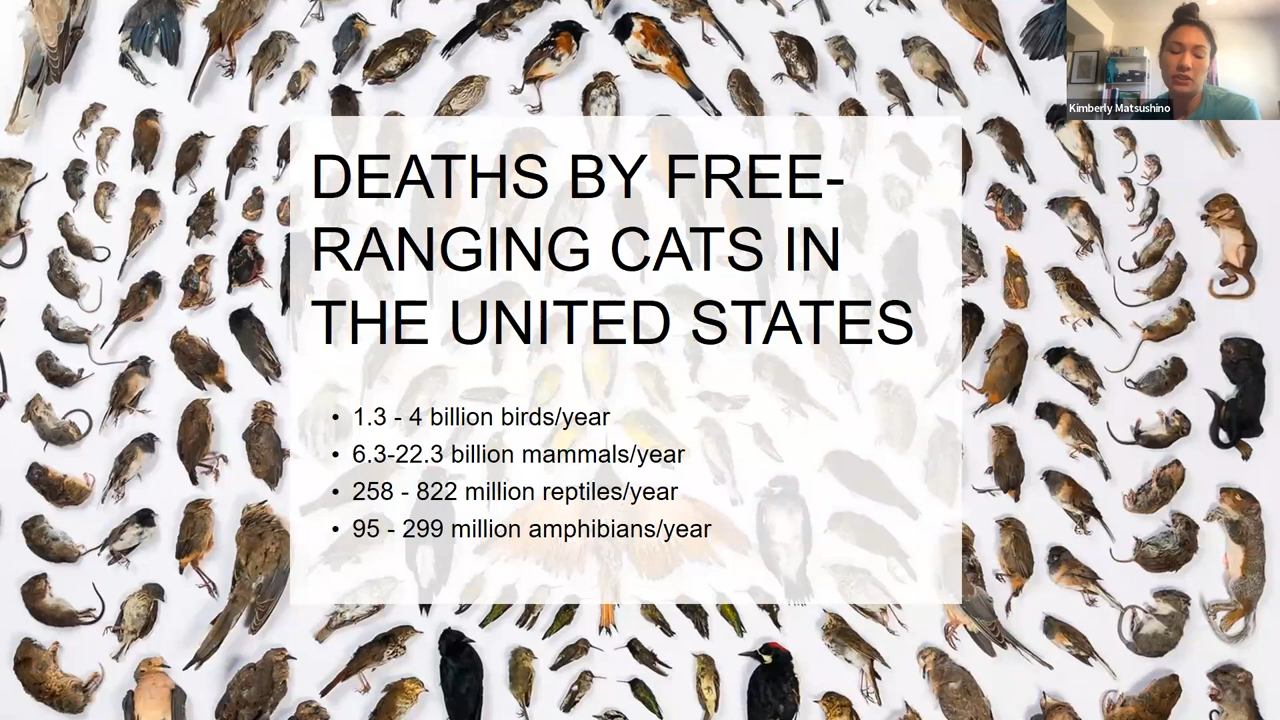 Kimberly Matsushino
DEATHS BY FREE-
RANGING CATS IN
THE UNITED STATES
• 1.3 - 4 billion birds/year
• 6.3-22.3 billion mammals/year
• 258 - 822 million reptiles/year
• 95 - 299 million amphibians/year